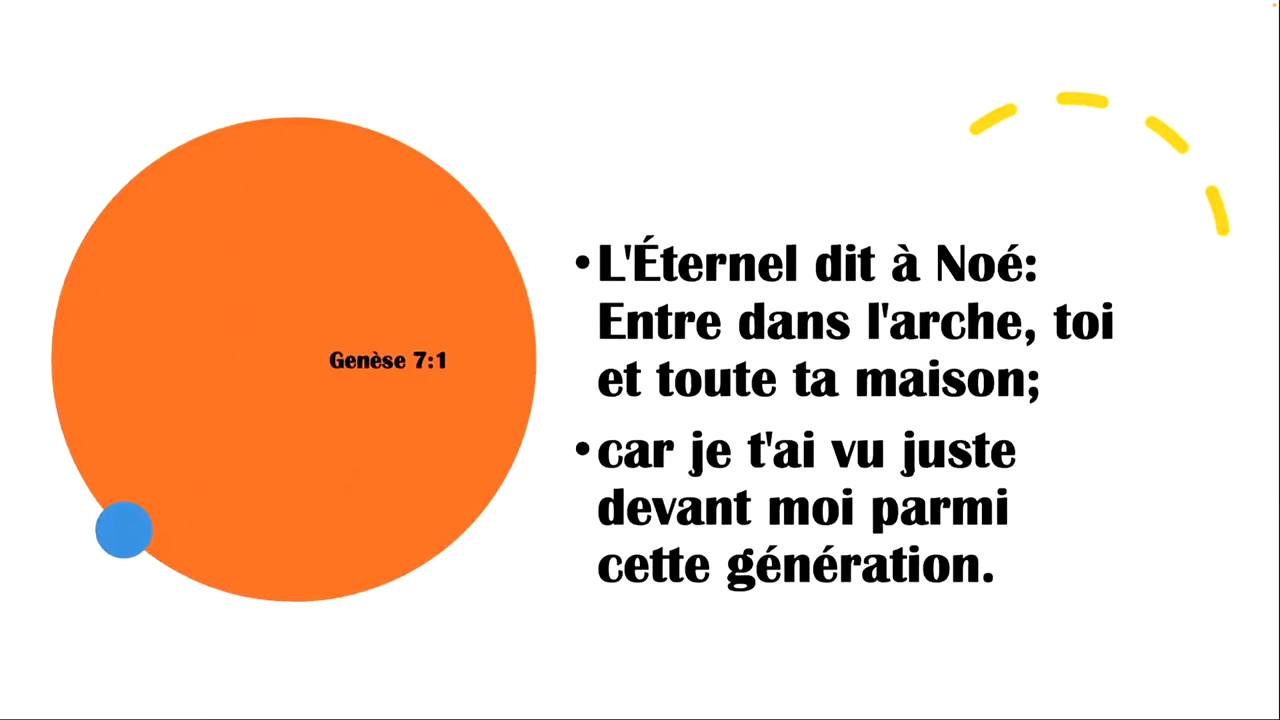 Genèse 7:1
•L'Éternel dit à Noé:
Entre dans l'arche, toi
et toute ta maison;
•car je t'ai vu juste
devant moi parmi
cette génération.